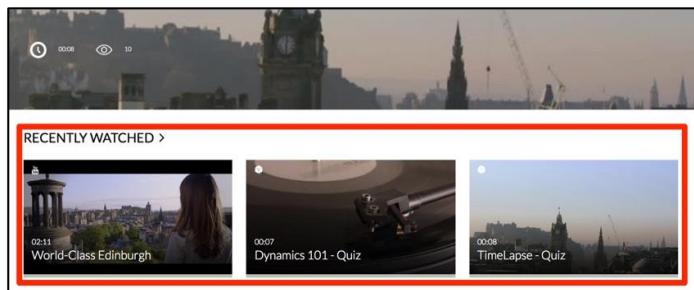 00:08 10
RECENTLY WATCHED >
02:11
World-Class Edinburgh
00:07
Dynamics 101 - Quiz
00:08
TimeLapse - Quiz